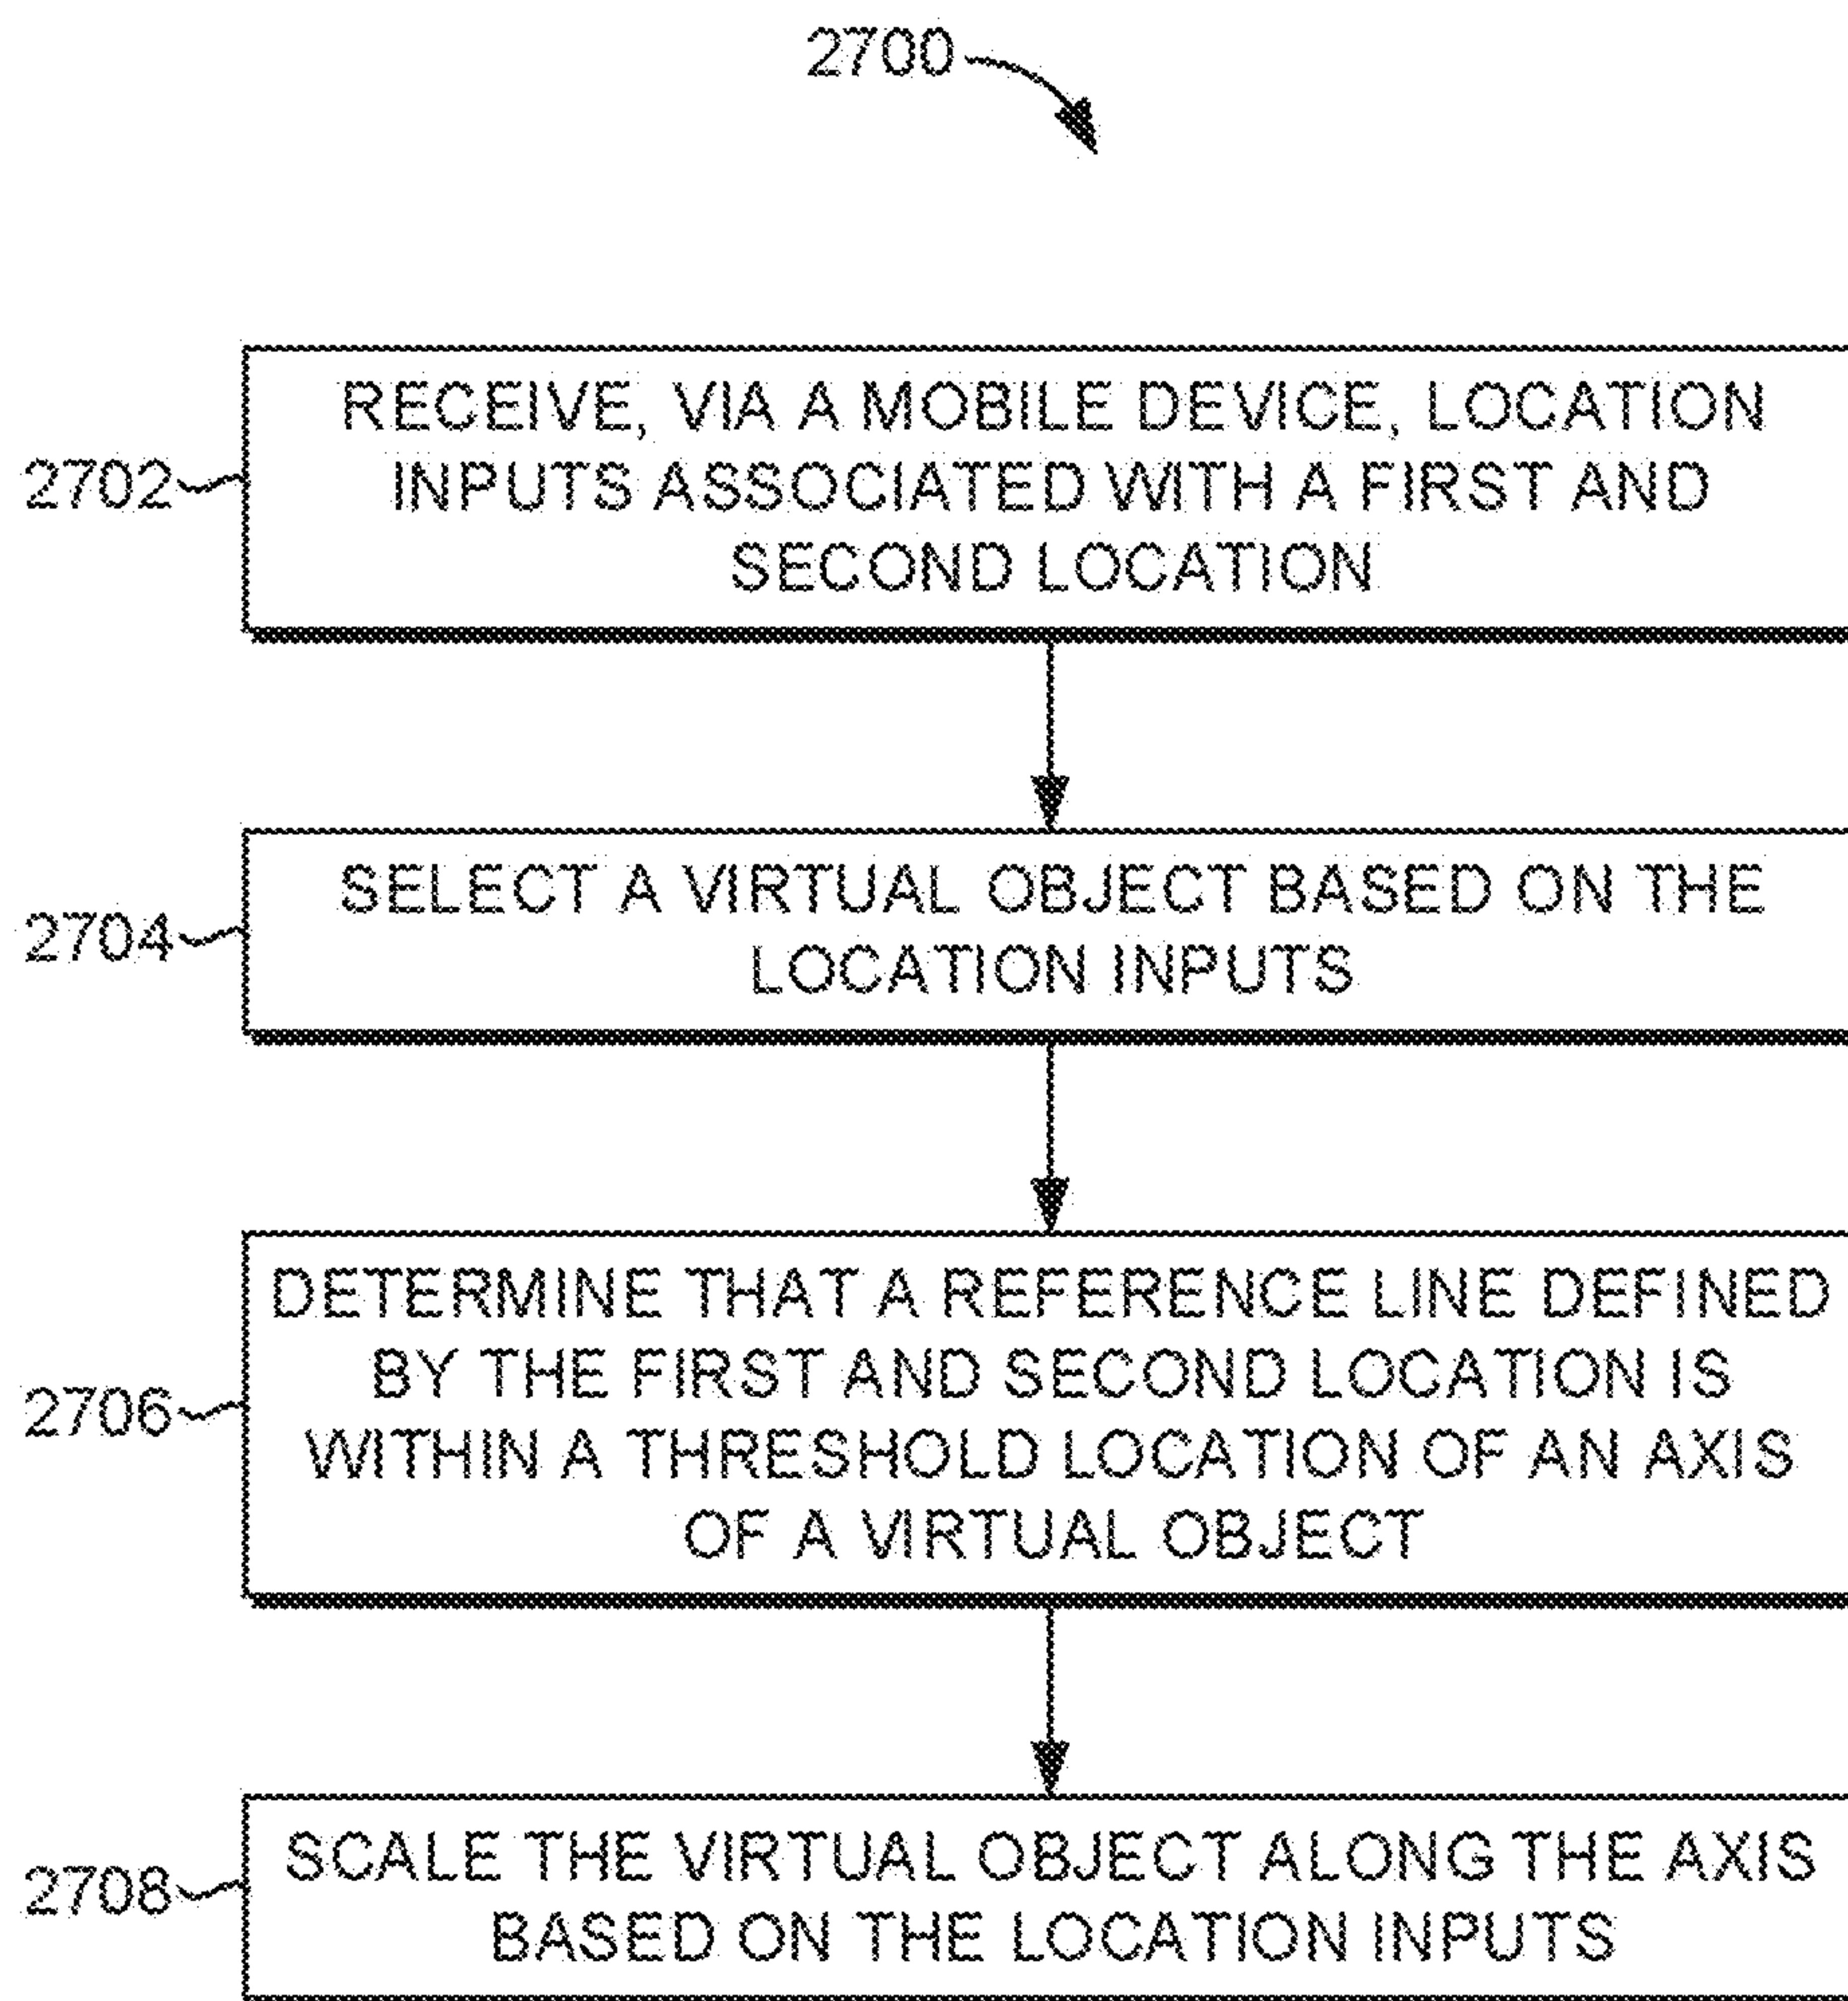 2700
2702
RECEIVE, VIA A MOBILE DEVICE, LOCATION
INPUTS ASSOCIATED WITH A FIRST AND
SECOND LOCATION
2704
SELECT A VIRTUAL OBJECT BASED ON THE
LOCATION INPUTS
2706
DETERMINE THAT A REFERENCE LINE DEFINED
BY THE FIRST AND SECOND LOCATION IS
WITHIN A THRESHOLD LOCATION OF AN AXIS
OF A VIRTUAL OBJECT
2708
SCALE THE VIRTUAL OBJECT ALONG THE AXIS
BASED ON THE LOCATION INPUTS